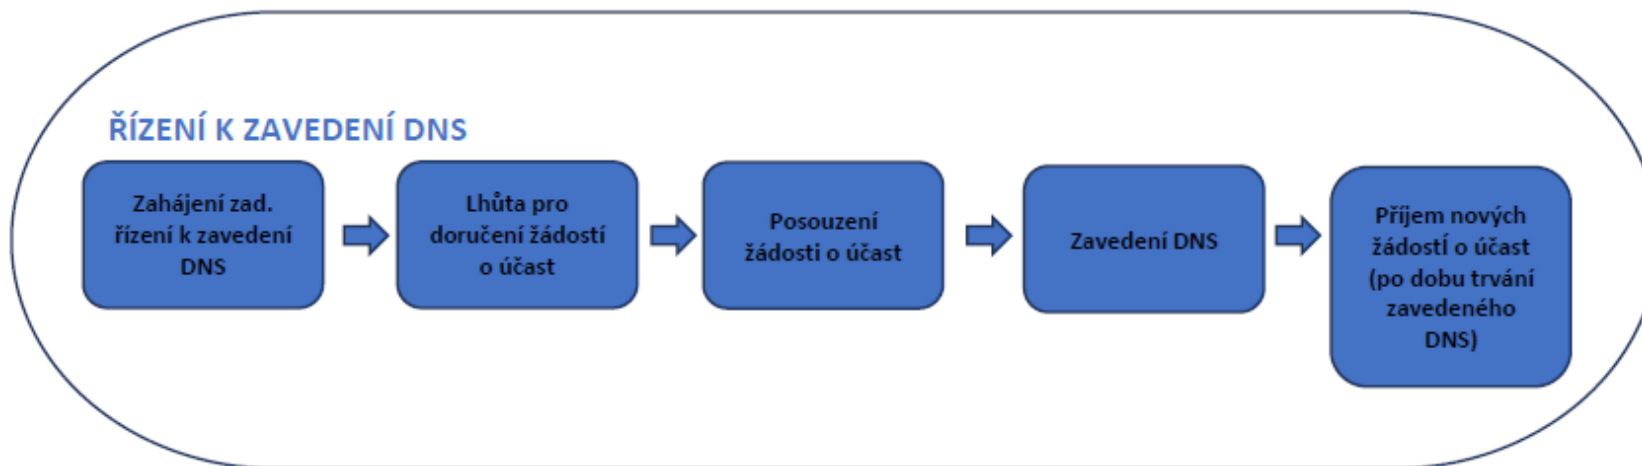 ŘÍZENÍ K ZAVEDENÍ DNS
Zahájení zad.
řízení k zavedení
DNS
Lhůta pro
doručení žádostí
o účast
Posouzení
žádosti o účast
Zavedení DNS
Příjem nových
žádostÍ o účast
(po dobu trvání
zavedeného
DNS)